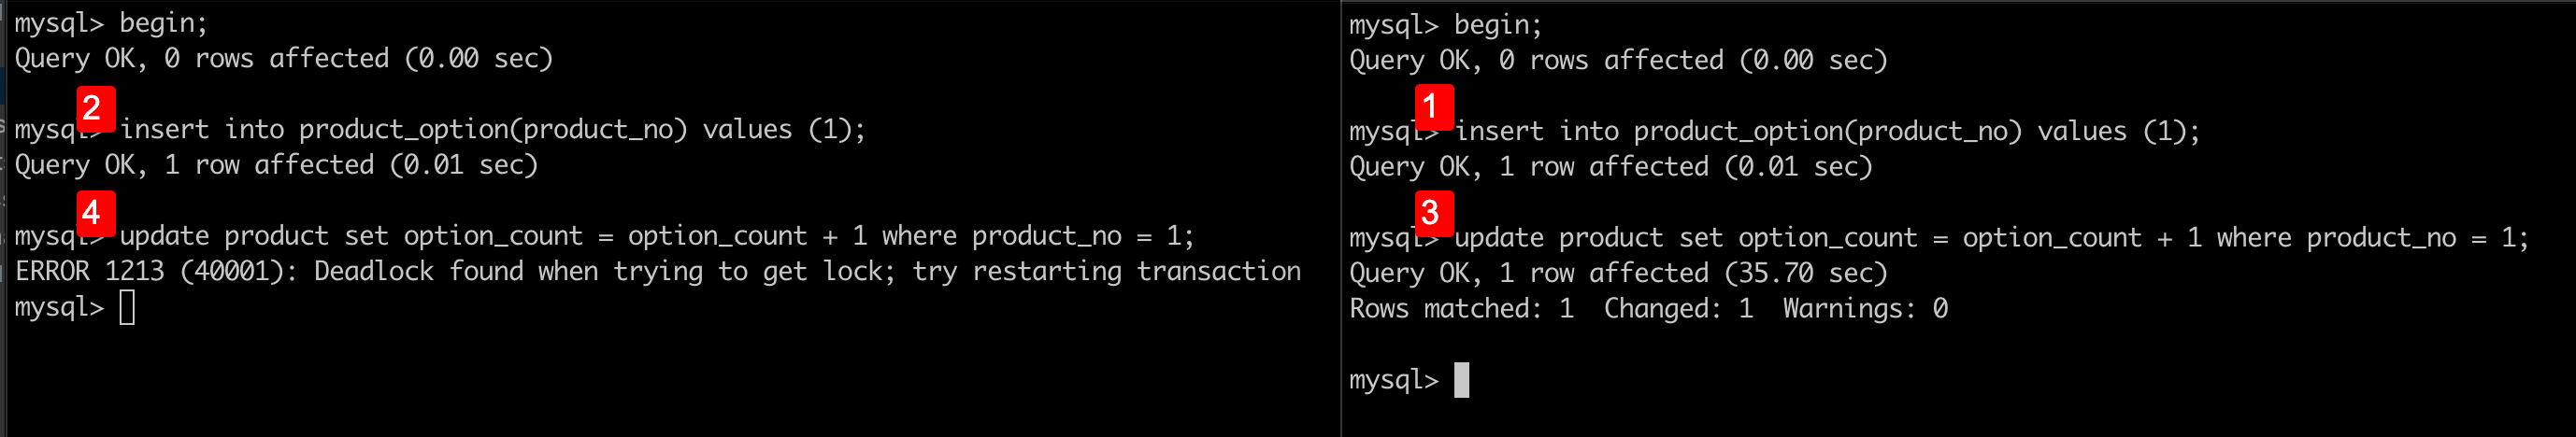 mysql> begin;
Query OK, 0 rows affected (0.00 sec)
2
mysql> insert into product_option(product_no) values (1);
Query OK, 1 row affected (0.01 sec)
4
mysql> update product set option_count = option_count + 1 where product_no = 1;
ERROR 1213 (40001): Deadlock found when trying to get lock; try restarting transaction
mysql>
mysql> begin;
Query OK, 0 rows affected (0.00 sec)
1
mysql> insert into product_option(product_no) values (1);
Query OK, 1 row affected (0.01 sec)
3
mysql> update product set option_count = option_count + 1 where product_no = 1;
Query OK, 1 row affected (35.70 sec)
Rows matched: 1  Changed: 1  Warnings: 0
mysql>